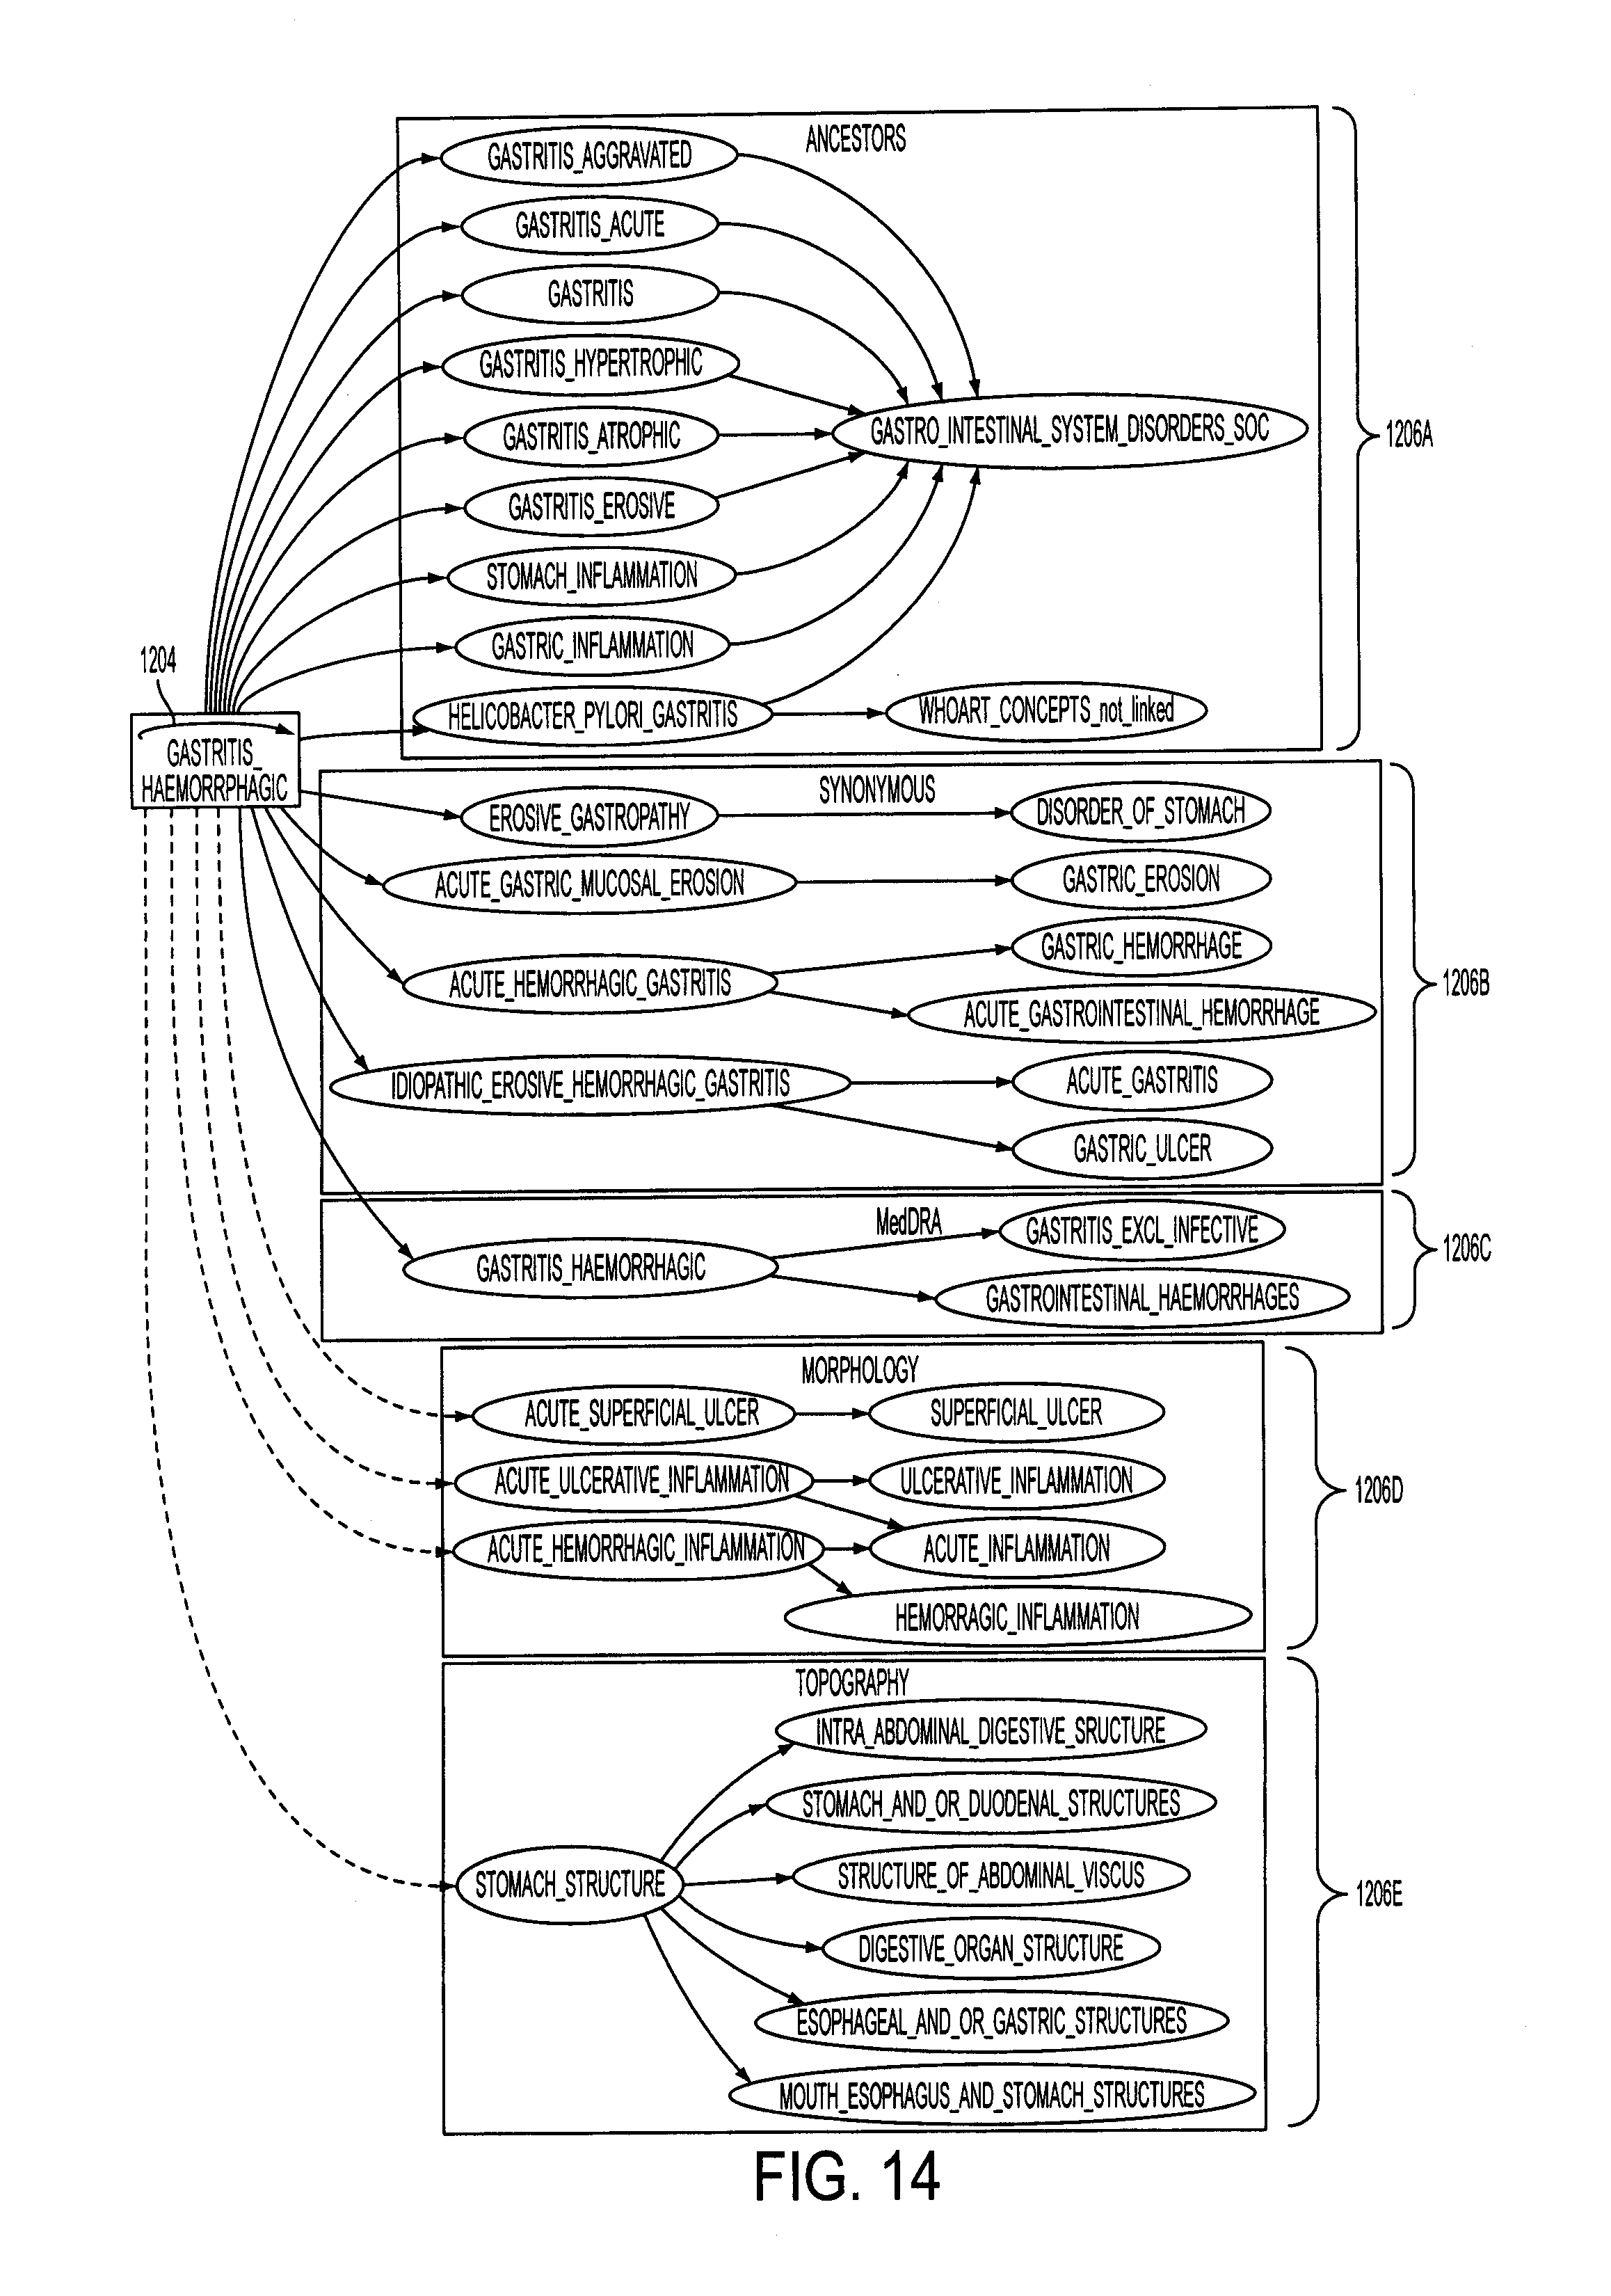 ANCESTORS
GASTRITIS_AGGRAVATED
GASTRITIS_ACUTE
GASTRITIS
GASTRITIS_HYPERTROPHIC
GASTRITIS_ATROPHIC
GASTRO_INTESTINAL_SYSTEM_DISORDERS_SOC
1206A
GASTRITIS_EROSIVE
STOMACH_INFLAMMATION
GASTRIC_INFLAMMATION
HELICOBACTER_PYLORI_GASTRITIS
WHOART_CONCEPTS_not_linked
1204
GASTRITIS_
HAEMORRPHAGIC
SYNONYMOUS
EROSIVE_GASTROPATHY
DISORDER_OF_STOMACH
ACUTE_GASTRIC_MUCOSAL_EROSION
GASTRIC_EROSION
GASTRIC_HEMORRHAGE
ACUTE_HEMORRHAGIC_GASTRITIS
1206B
ACUTE_GASTROINTESTINAL_HEMORRHAGE
IDIOPATHIC_EROSIVE_HEMORRHAGIC_GASTRITIS
ACUTE_GASTRITIS
GASTRIC_ULCER
MedDRA
GASTRITIS_EXCL_INFECTIVE
1206C
GASTRITIS_HAEMORRHAGIC
GASTROINTESTINAL_HAEMORRHAGES
MORPHOLOGY
ACUTE_SUPERFICIAL_ULCER
SUPERFICIAL_ULCER
ACUTE_ULCERATIVE_INFLAMMATION
ULCERATIVE_INFLAMMATION
1206D
ACUTE_HEMORRHAGIC_INFLAMMATION
ACUTE_INFLAMMATION
HEMORRAGIC_INFLAMMATION
TOPOGRAPHY
INTRA_ABDOMINAL_DIGESTIVE_SRUCTURE
STOMACH_AND_OR_DUODENAL_STRUCTURES
STOMACH_STRUCTURE
STRUCTURE_OF_ABDOMINAL_VISCUS
1206E
DIGESTIVE_ORGAN_STRUCTURE
ESOPHAGEAL_AND_OR_GASTRIC_STRUCTURES
MOUTH_ESOPHAGUS_AND_STOMACH_STRUCTURES
FIG. 14